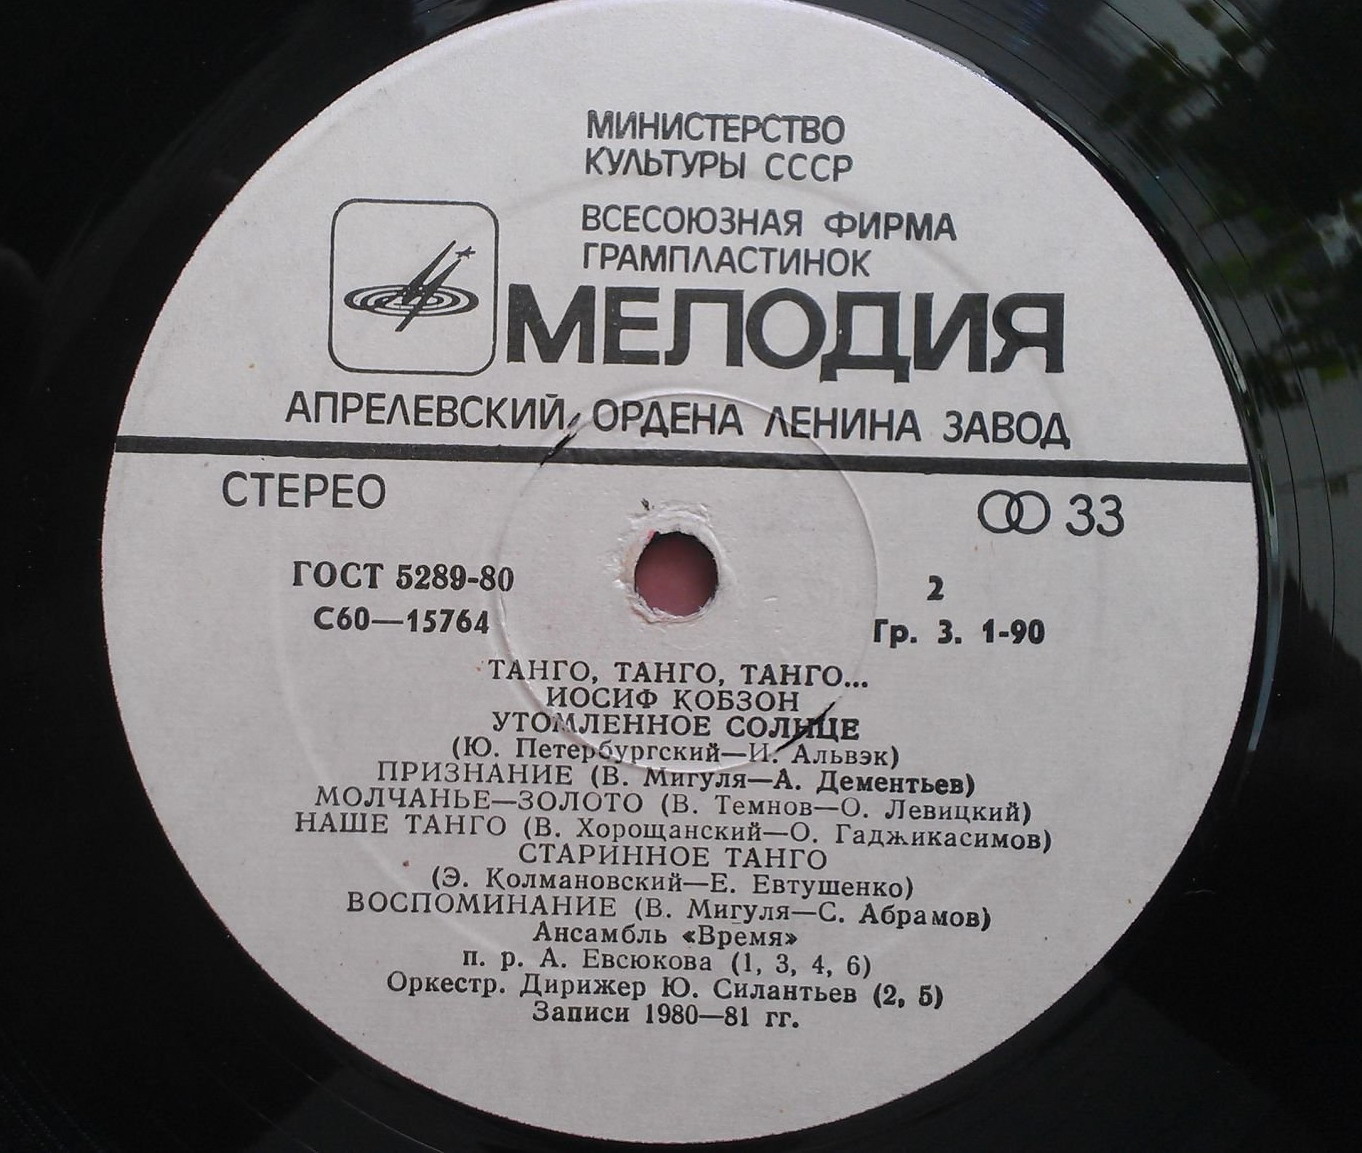 МИНИСТЕРСТВО
КУЛЬТУРЫ СССР
ВСЕСОЮЗНАЯ ФИРМА
ГРАМПЛАСТИНОК
МЕЛОДИЯ
АПРЕЛЕВСКИЙ ОРДЕНА ЛЕНИНА ЗАВОД
СТЕРЕО
33
ГОСТ 5289-80
2
С60—15764
Гр. 3. 1-90
ТАНГО, ТАНГО, ТАНГО...
ИОСИФ КОБЗОН
УТОМЛЕННОЕ СОЛНЦЕ
(Ю. Петербургский—И. Альвэк)
ПРИЗНАНИЕ (В. Мигуля—А. Дементьев)
МОЛЧАНЬЕ—ЗОЛОТО (В. Темнов—О. Левицкий)
НАШЕ ТАНГО (В. Хорощанский—О. Гаджикасимов)
СТАРИННОЕ ТАНГО
(Э. Колмановский—Е. Евтушенко)
ВОСПОМИНАНИЕ (В. Мигуля—С. Абрамов)
Ансамбль «Время»
п. р. А. Евсюкова (1, 3, 4, 6)
Оркестр. Дирижер Ю. Силантьев (2, 5)
Записи 1980—81 гг.